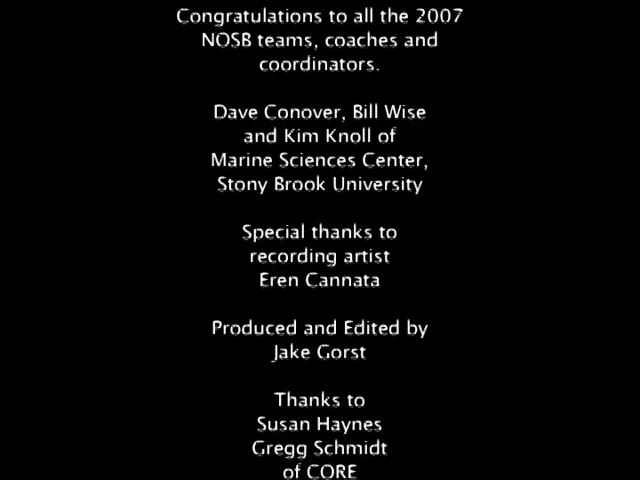 Congratulations to all the 2007
NOSB teams, coaches and
coordinators.
Dave Conover, Bill Wise
and Kim Knoll of
Marine Sciences Center,
Stony Brook University
Special thanks to
recording artist
Eren Cannata
Produced and Edited by
Jake Gorst
Thanks to
Susan Haynes
Gregg Schmidt
of CORE